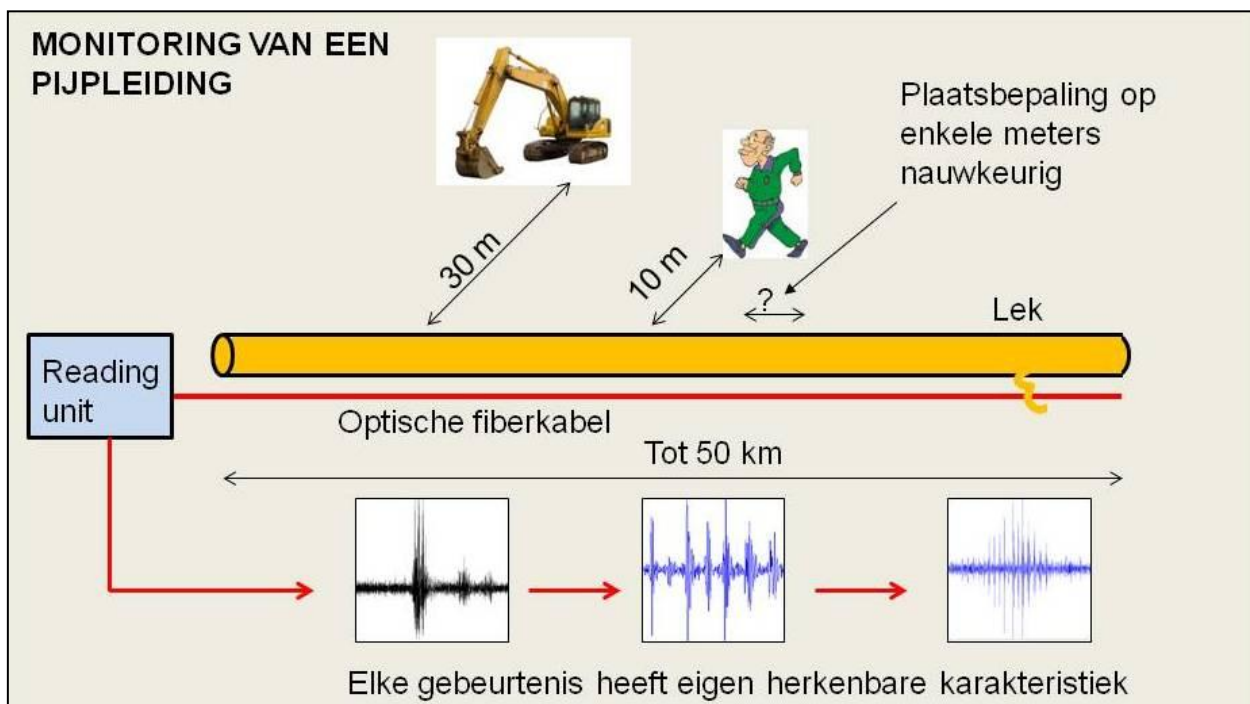 MONITORING VAN EEN
PIJPLEIDING
Plaatsbepaling op
enkele meters
nauwkeurig
30 m
10 m
?
Lek
Reading
unit
Optische fiberkabel
Tot 50 km
Elke gebeurtenis heeft eigen herkenbare karakteristiek